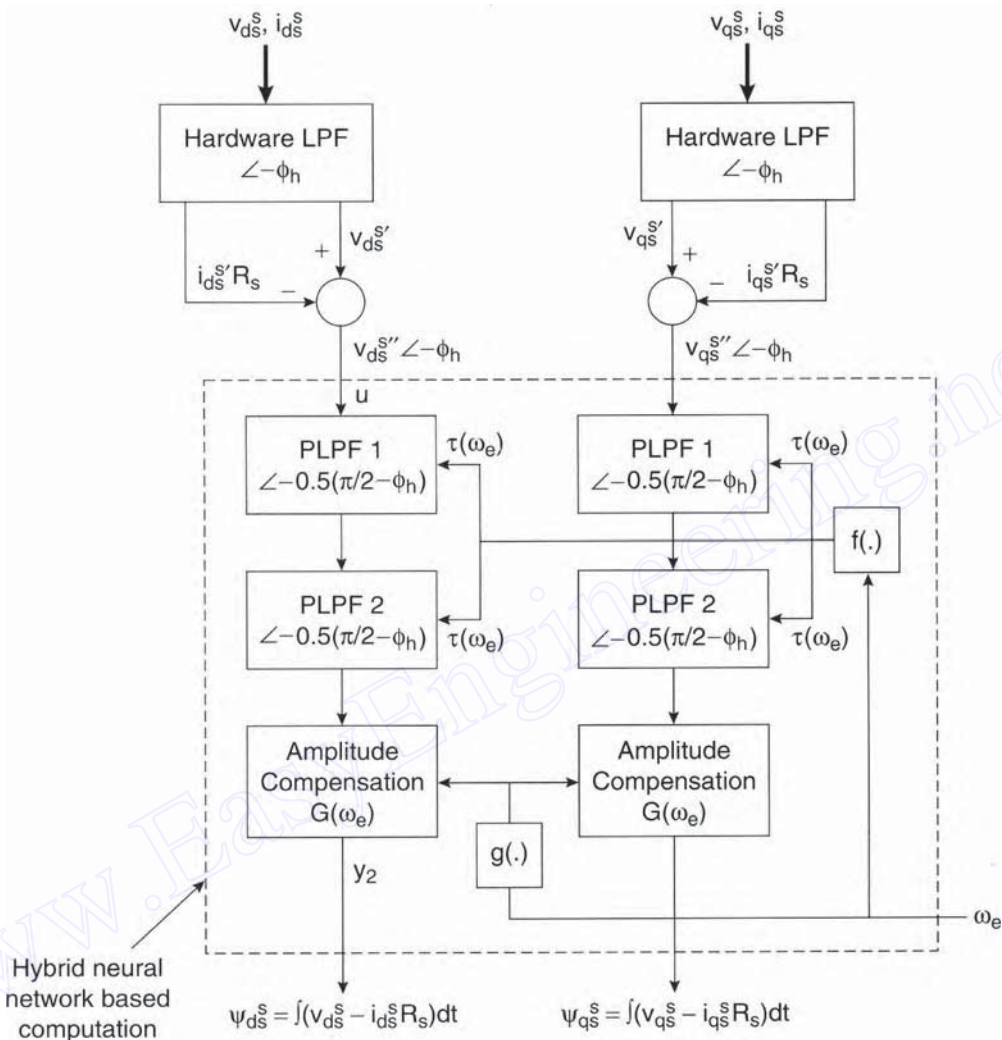 v_ds^s, i_ds^s
v_qs^s, i_qs^s
Hardware LPF
∠−ϕ_h
Hardware LPF
∠−ϕ_h
v_ds^s′
+
i_ds^s′R_s
−
v_qs^s′
+
−
i_qs^s′R_s
v_ds^s″∠−ϕ_h
v_qs^s″∠−ϕ_h
u
PLPF 1
∠−0.5(π/2−ϕ_h)
τ(ω_e)
PLPF 1
∠−0.5(π/2−ϕ_h)
τ(ω_e)
f(.)
PLPF 2
∠−0.5(π/2−ϕ_h)
τ(ω_e)
PLPF 2
∠−0.5(π/2−ϕ_h)
τ(ω_e)
Amplitude
Compensation
G(ω_e)
Amplitude
Compensation
G(ω_e)
g(.)
y_2
ω_e
Hybrid neural
network based
computation
ψ_ds^s = ∫(v_ds^s − i_ds^s R_s)dt
ψ_qs^s = ∫(v_qs^s − i_qs^s R_s)dt
www.EasyEngineering.net